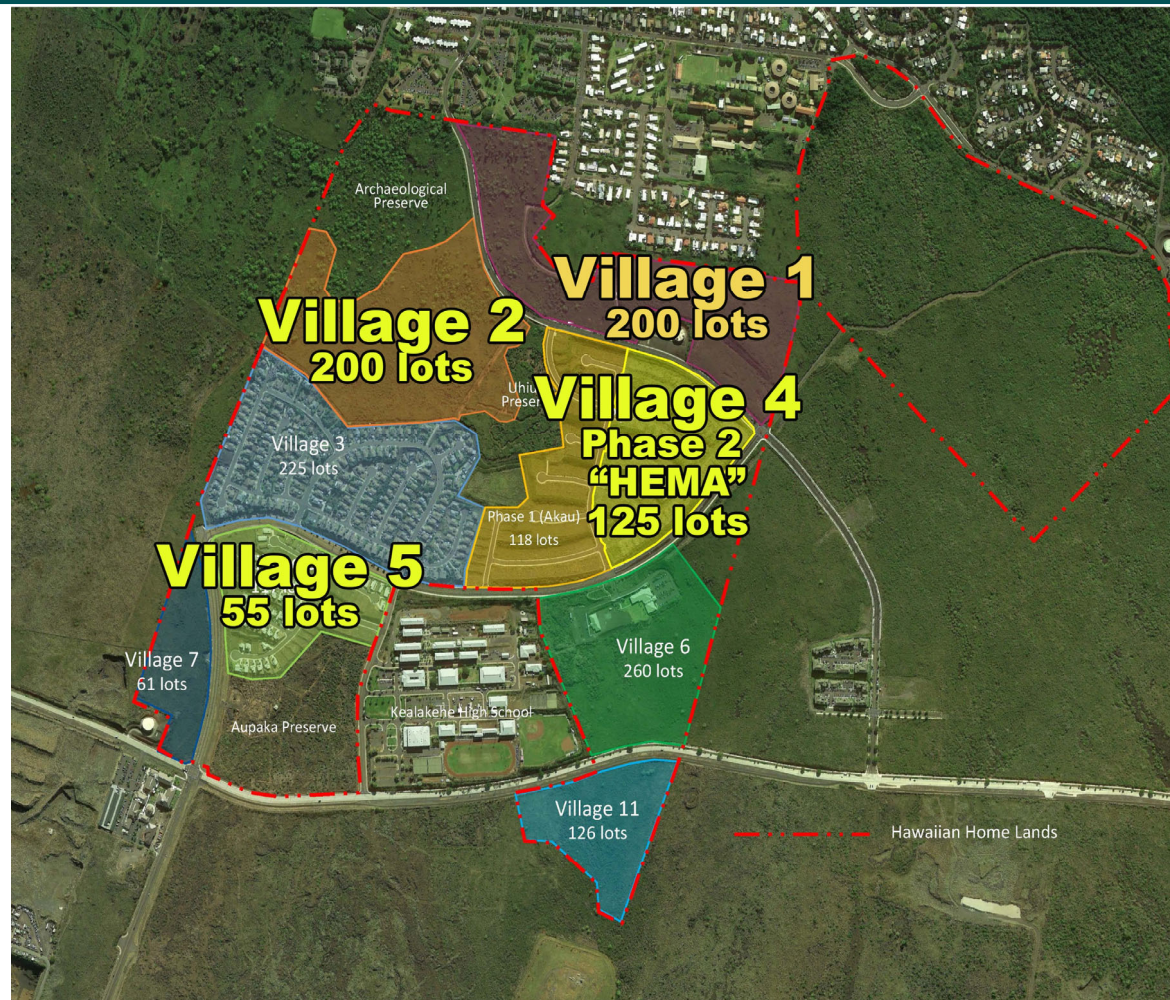 Archaeological
Preserve
Village 1
200 lots
Village 2
200 lots
Village 4
Phase 2
“HEMA”
125 lots
Village 3
225 lots
Phase 1 (Akau)
118 lots
Village 5
55 lots
Village 6
260 lots
Village 7
61 lots
Kealakehe High School
Aupaka Preserve
Village 11
126 lots
Hawaiian Home Lands